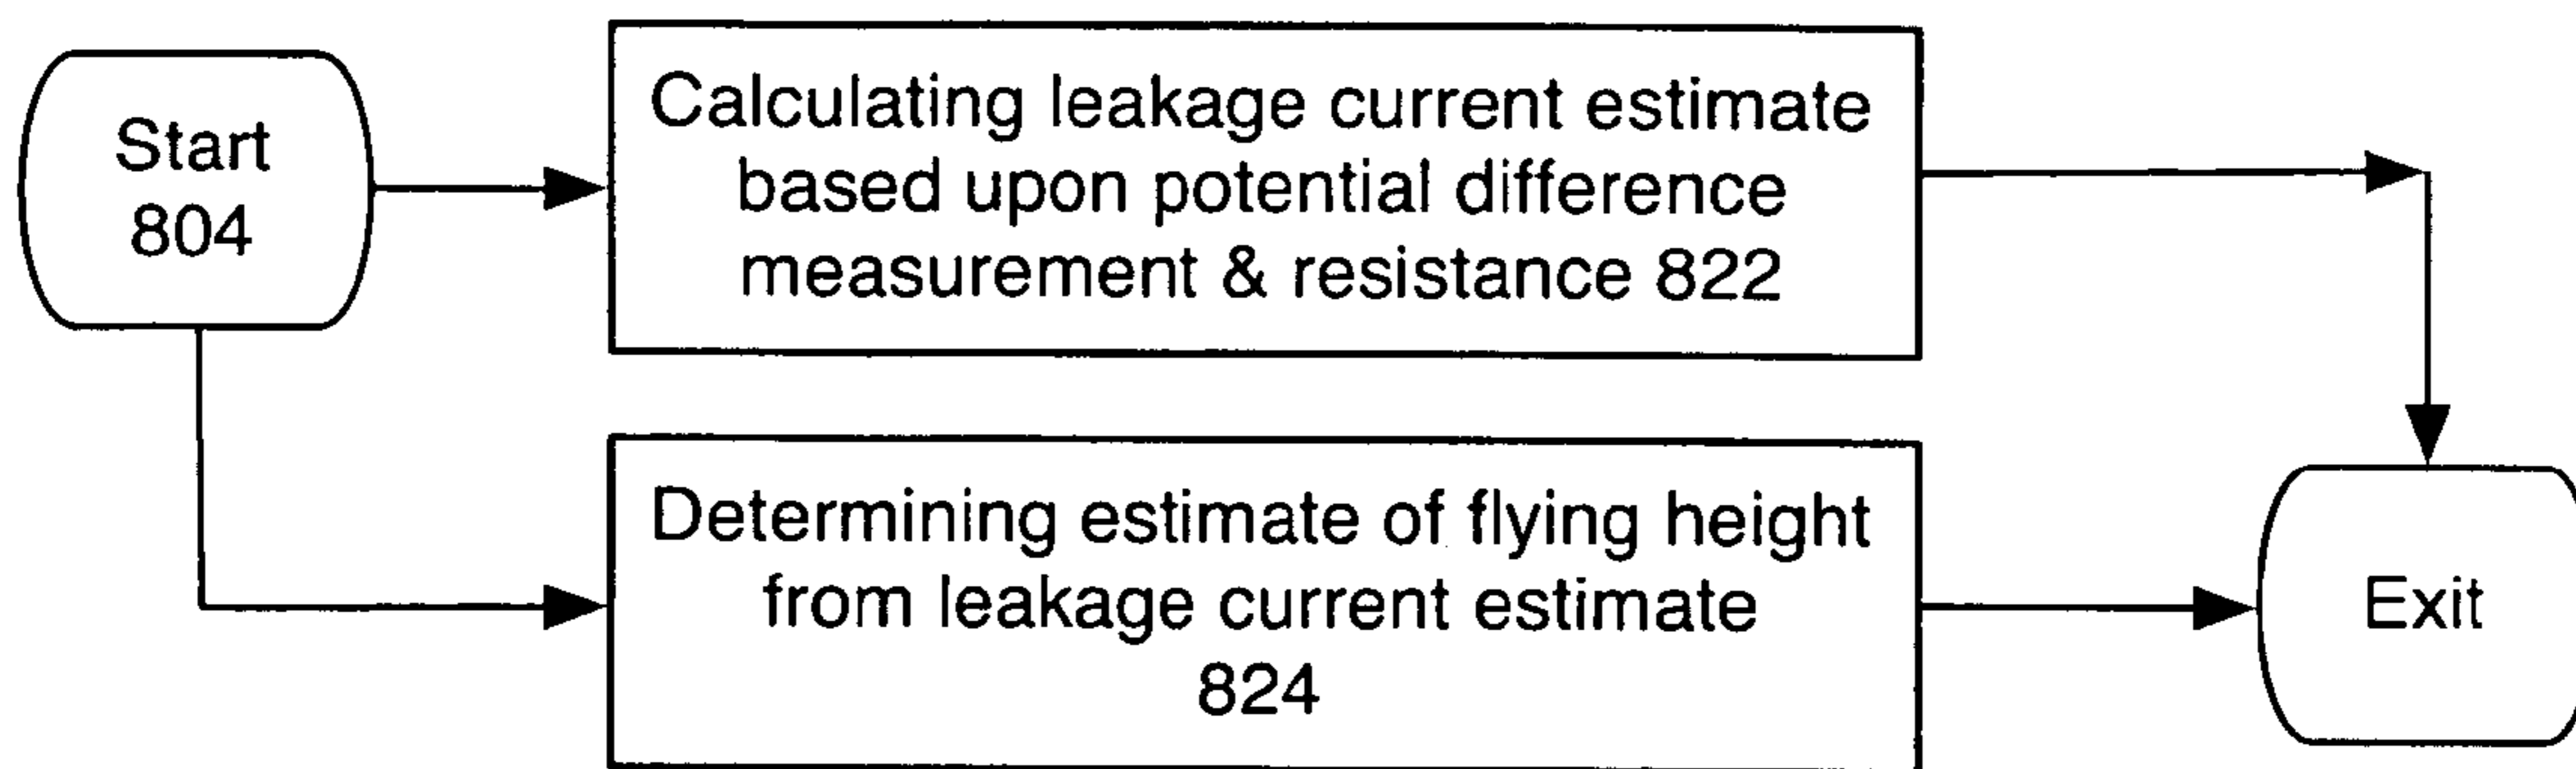 Start
804
Calculating leakage current estimate
based upon potential difference
measurement & resistance 822
Determining estimate of flying height
from leakage current estimate
824
Exit